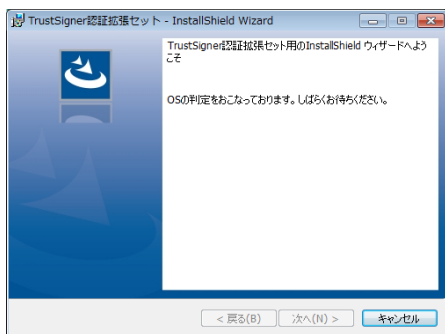 TrustSigner認証拡張セット - InstallShield Wizard
TrustSigner認証拡張セット用のInstallShield ウィザードへよう
こそ
OSの判定をおこなっております。しばらくお待ちください。
< 戻る(B)  次へ(N) >  キャンセル